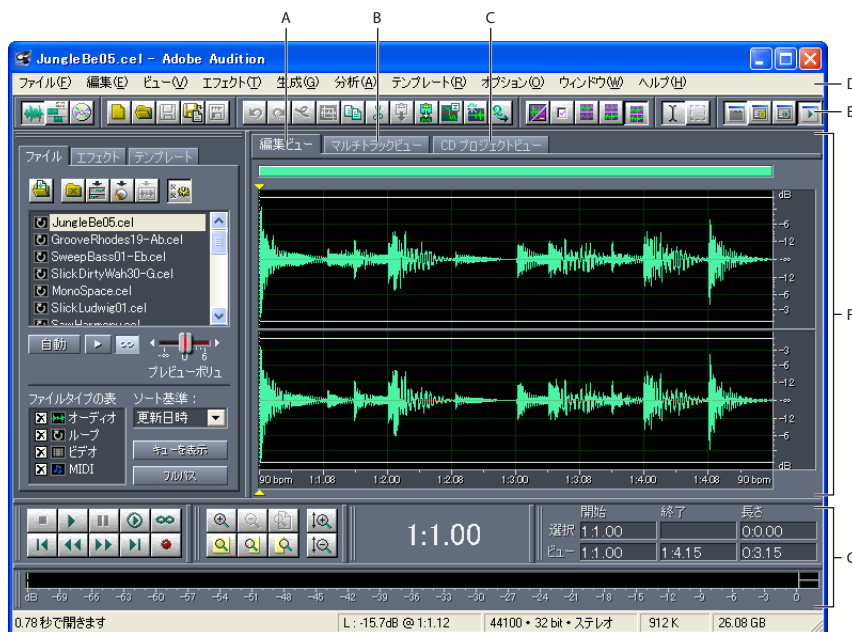 A B C
JungleBe05.cel - Adobe Audition
ファイル(F) 編集(E) ビュー(V) エフェクト(T) 生成(G) 分析(A) テンプレート(R) オプション(O) ウィンドウ(W) ヘルプ(H)
D
E
編集ビュー マルチトラックビュー CD プロジェクトビュー
ファイル エフェクト テンプレート
JungleBe05.cel
GrooveRhodes19-Ab.cel
SweepBass01-Eb.cel
SlickDirtyWah30-G.cel
MonoSpace.cel
SlickLudwig01.cel
SawHarmony.cel
自動
-∞ 0 6
プレビューボリュ
ファイルタイプの表 ソート基準:
オーディオ 更新日時
ループ
ビデオ キューを表示
MIDI フルパス
dB
-6
-12
-12
-6
-3
F
-3
-6
-12
-12
-6
dB
90 bpm 1:1.08 1:2.00 1:2.08 1:3.00 1:3.08 1:4.00 1:4.08 90 bpm
1:1.00
開始 終了 長さ
選択 1:1.00 0:0.00
ビュー 1:1.00 1:4.15 0:3.15
G
dB -69 -66 -63 -60 -57 -54 -51 -48 -45 -42 -39 -36 -33 -30 -27 -24 -21 -18 -15 -12 -9 -6 -3 0
0.78 秒で開きます L: -15.7dB @ 1:1.12 44100 • 32 bit • ステレオ 912 K 26.08 GB